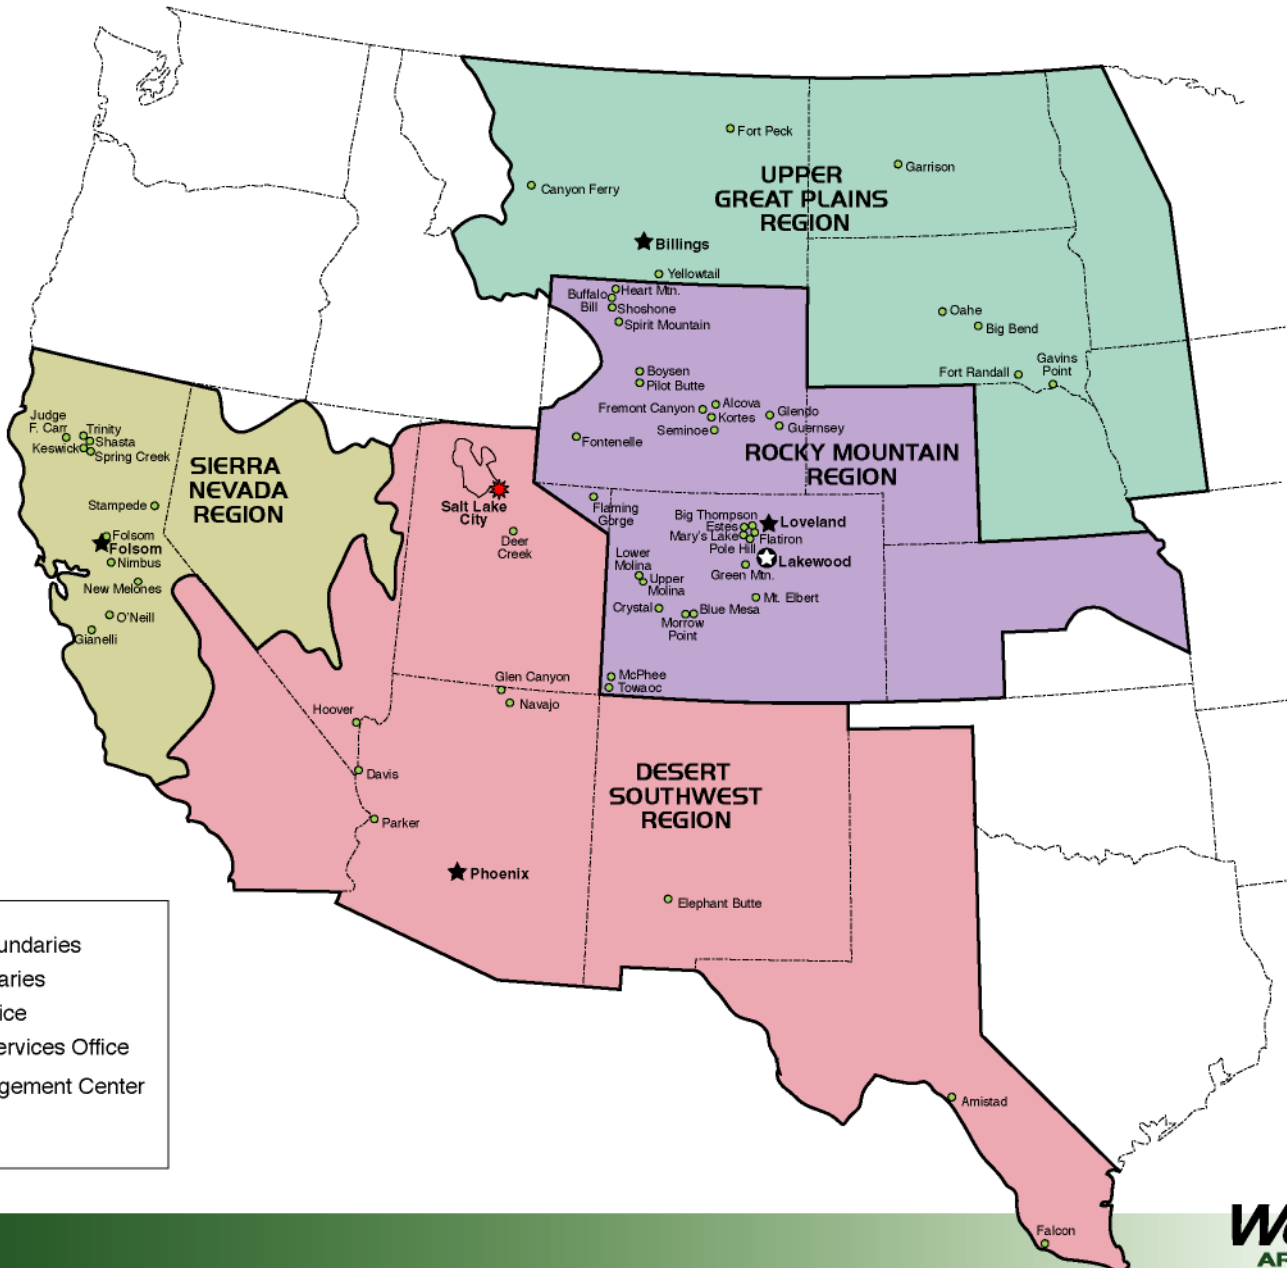 Fort Peck
Garrison
UPPER
GREAT PLAINS
REGION
Canyon Ferry
Billings
Yellowtail
Heart Mtn.
Buffalo
Bill
Shoshone
Spirit Mountain
Oahe
Big Bend
Gavins
Point
Fort Randall
Boysen
Pilot Butte
Fremont Canyon
Alcova
Kortes
Glendo
Guernsey
Seminoe
Fontenelle
ROCKY MOUNTAIN
REGION
Judge
F. Carr
Trinity
Shasta
Keswick
Spring Creek
SIERRA
NEVADA
REGION
Stampede
Folsom
Folsom
Nimbus
New Melones
O'Neill
Gianelli
Salt Lake
City
Deer
Creek
Flaming
Gorge
Big Thompson
Loveland
Estes
Mary's Lake
Flatiron
Pole Hill
Lakewood
Green Mtn.
Lower
Molina
Upper
Molina
Mt. Elbert
Crystal
Blue Mesa
Morrow
Point
McPhee
Towaoc
Glen Canyon
Navajo
Hoover
Davis
Parker
DESERT
SOUTHWEST
REGION
Phoenix
Elephant Butte
Amistad
Falcon
undaries
aries
ice
ervices Office
gement Center